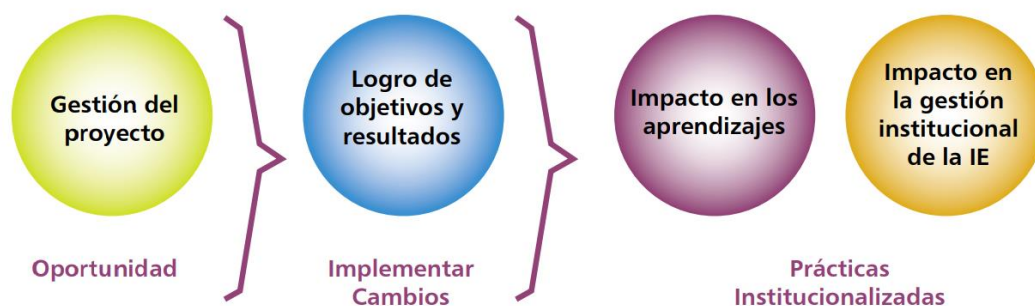 Gestión del
proyecto
Logro de
objetivos y
resultados
Impacto en los
aprendizajes
Impacto en
la gestión
institucional
de la IE
Oportunidad
Implementar
Cambios
Prácticas
Institucionalizadas